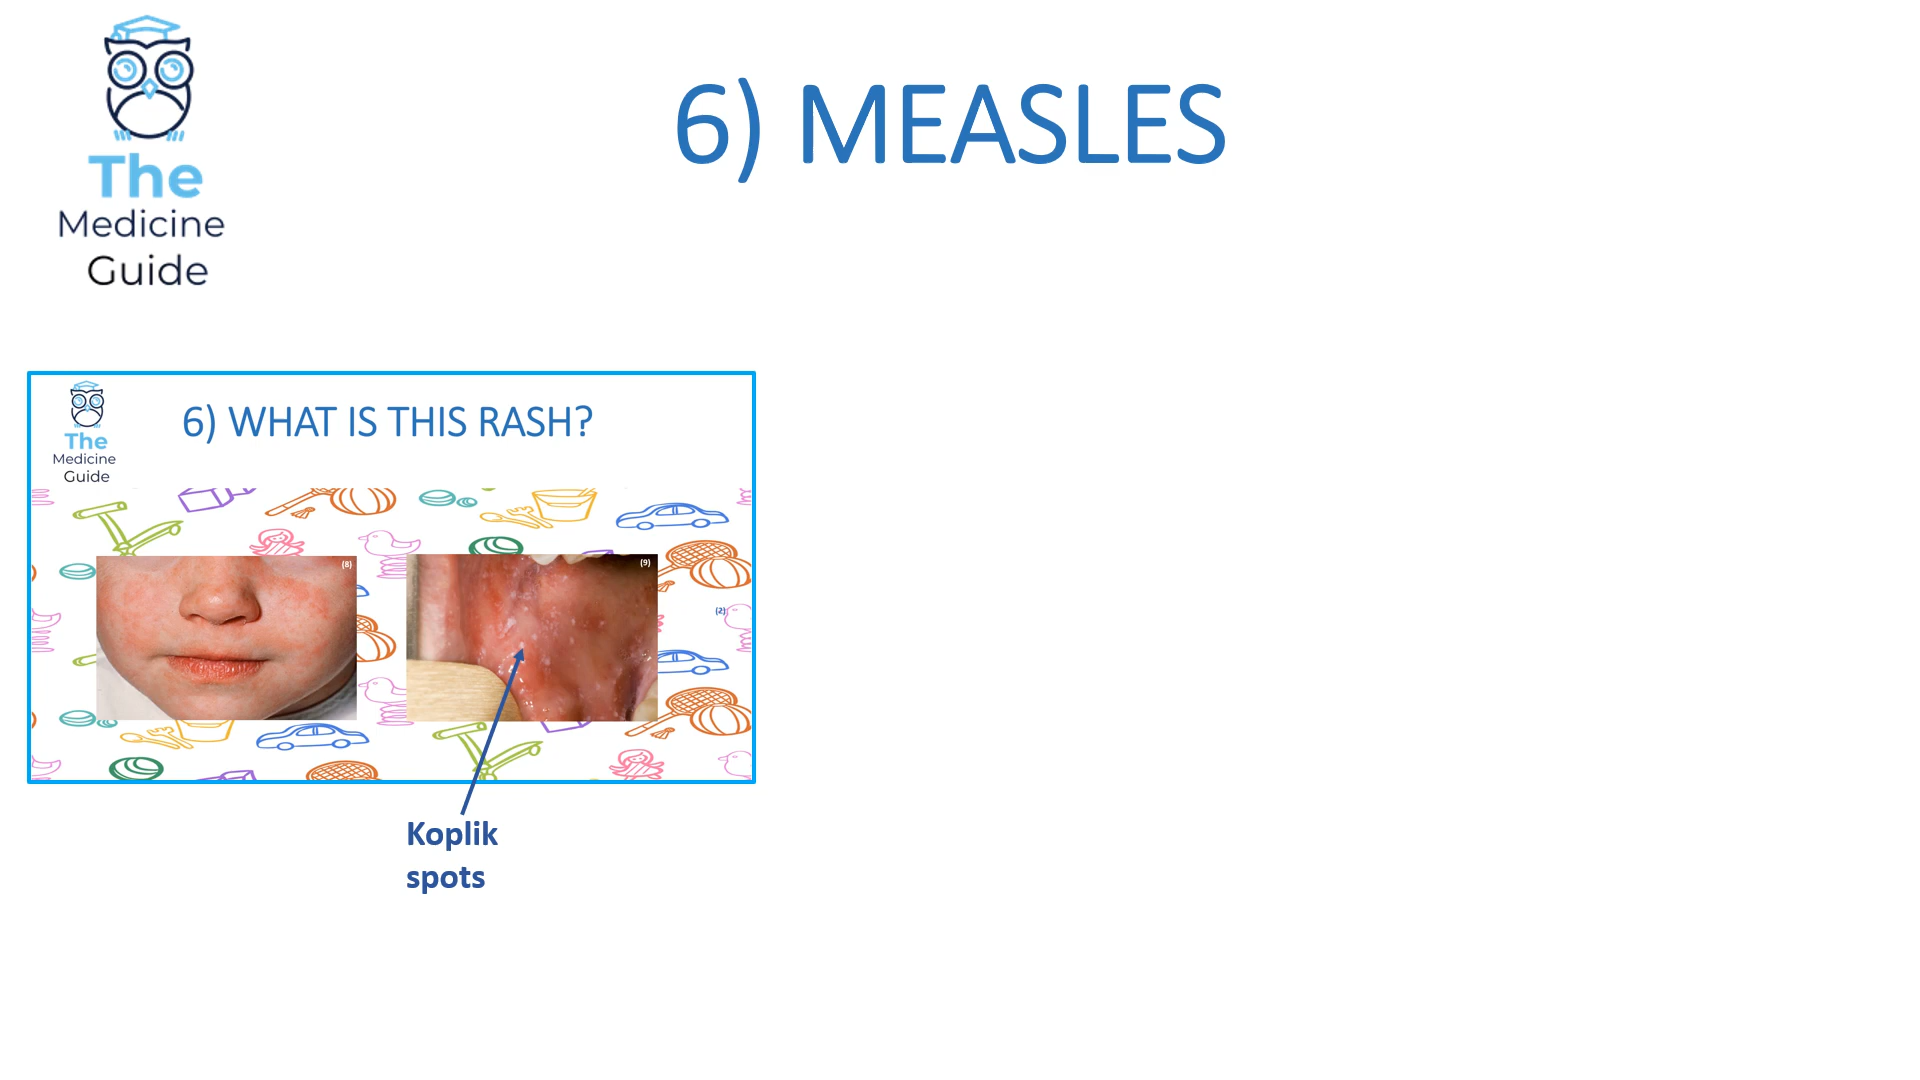 The
Medicine
Guide
6) MEASLES
The
Medicine
Guide
6) WHAT IS THIS RASH?
(8)
(9)
(2)
Koplik
spots